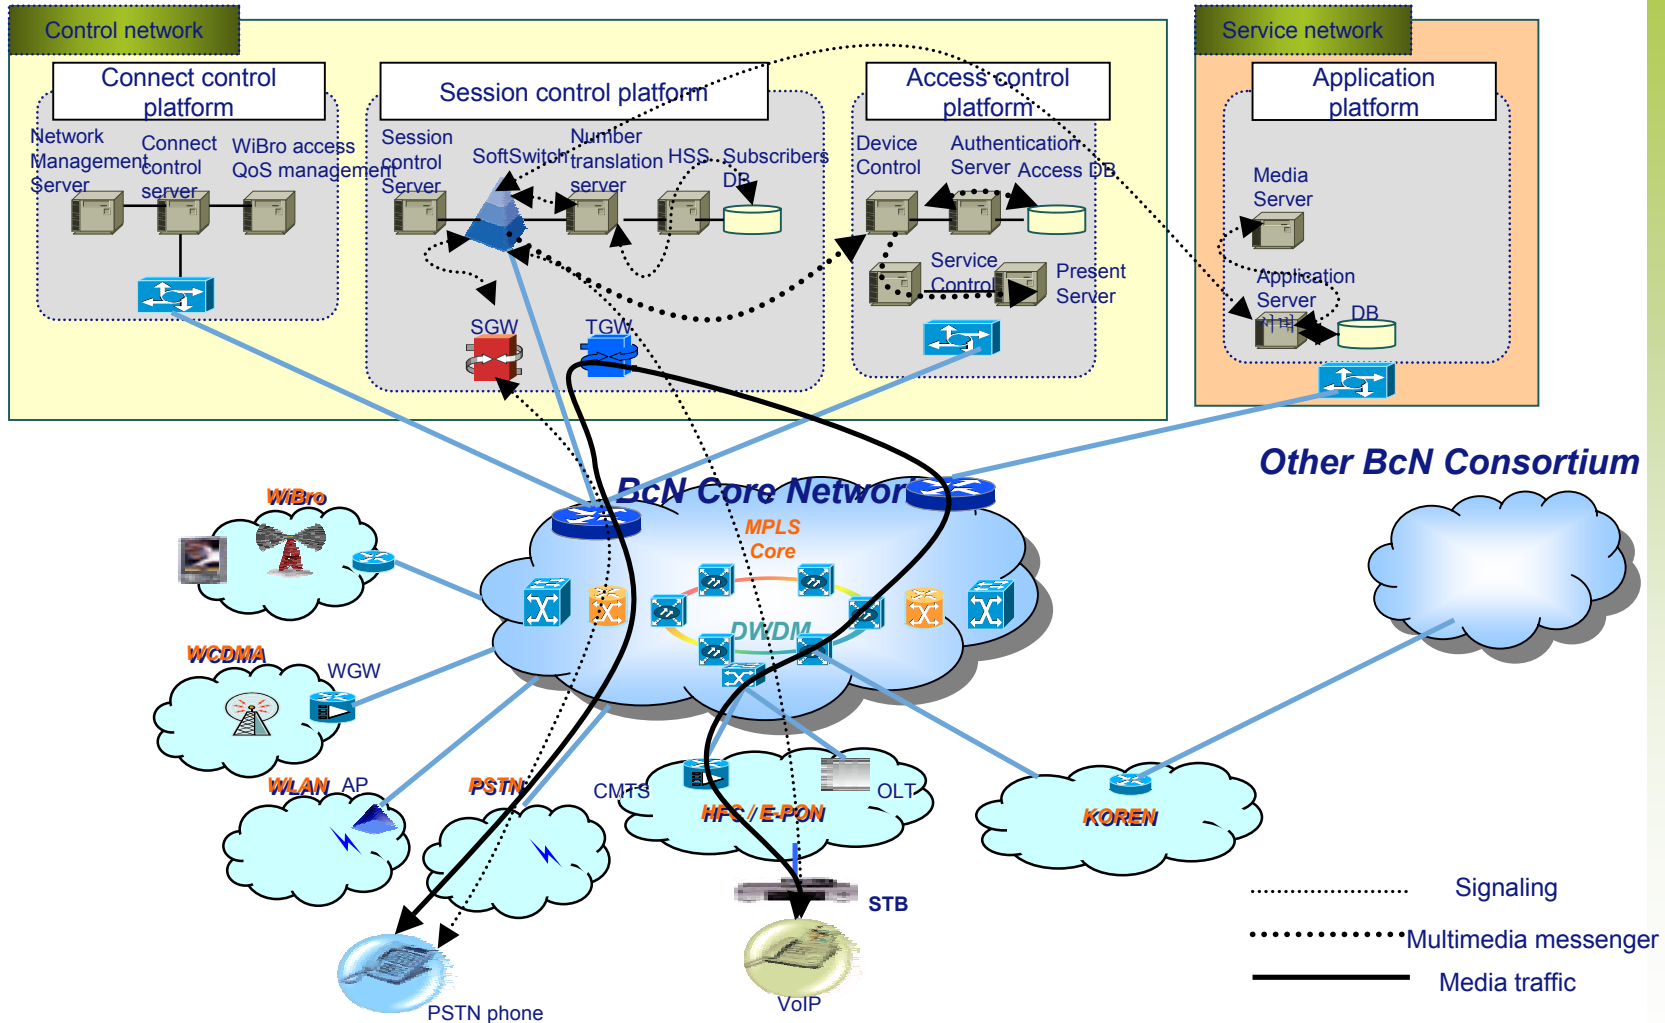 Control network
Service network
Connect control
platform
Session control platform
Access control
platform
Application
platform
Network
Management
Server
Connect
control
server
WiBro access
QoS management
Session
control
Server
SoftSwitch
Number
translation
server
HSS
Subscribers
DB
Device
Control
Authentication
Server
Access DB
Service
Control
Present
Server
Media
Server
Application
Server
DB
SGW
TGW
Other BcN Consortium
BcN Core Network
MPLS
Core
DWDM
WiBro
WCDMA
WGW
WLAN
AP
PSTN
CMTS
OLT
HFC / E-PON
KOREN
STB
VoIP
PSTN phone
Signaling
Multimedia messenger
Media traffic